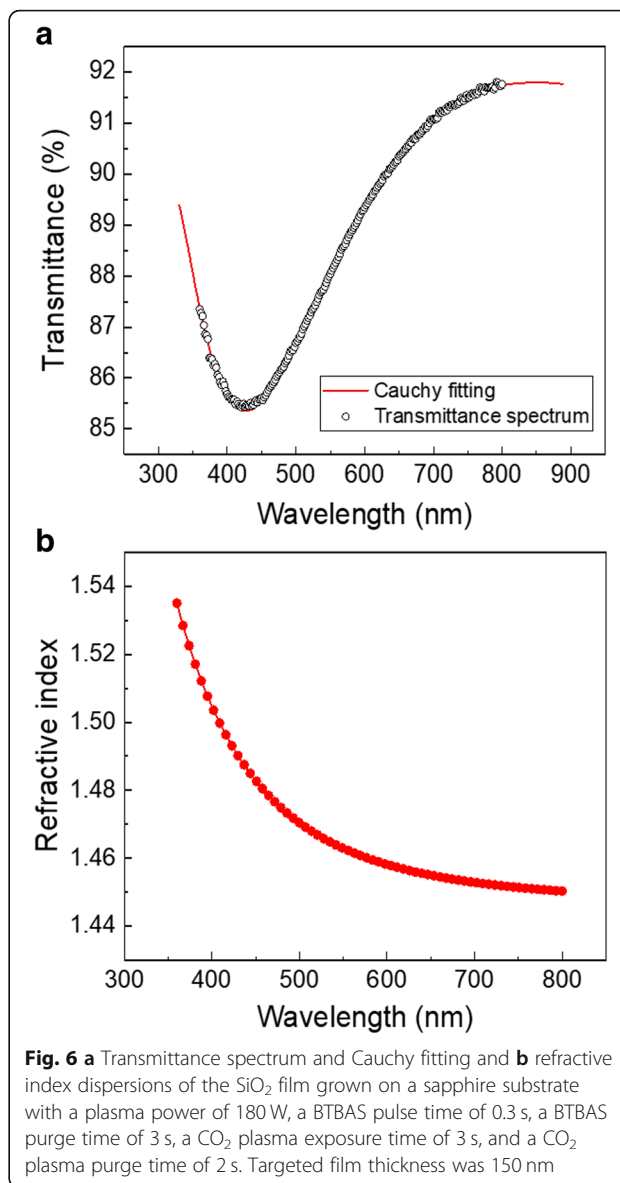 a
92
91
90
89
88
87
86
85
Transmittance (%)
Cauchy fitting
Transmittance spectrum
300 400 500 600 700 800 900
Wavelength (nm)
b
1.54
1.52
1.50
1.48
1.46
1.44
Refractive index
300 400 500 600 700 800
Wavelength (nm)
Fig. 6 a Transmittance spectrum and Cauchy fitting and b refractive
index dispersions of the SiO₂ film grown on a sapphire substrate
with a plasma power of 180 W, a BTBAS pulse time of 0.3 s, a BTBAS
purge time of 3 s, a CO₂ plasma exposure time of 3 s, and a CO₂
plasma purge time of 2 s. Targeted film thickness was 150 nm